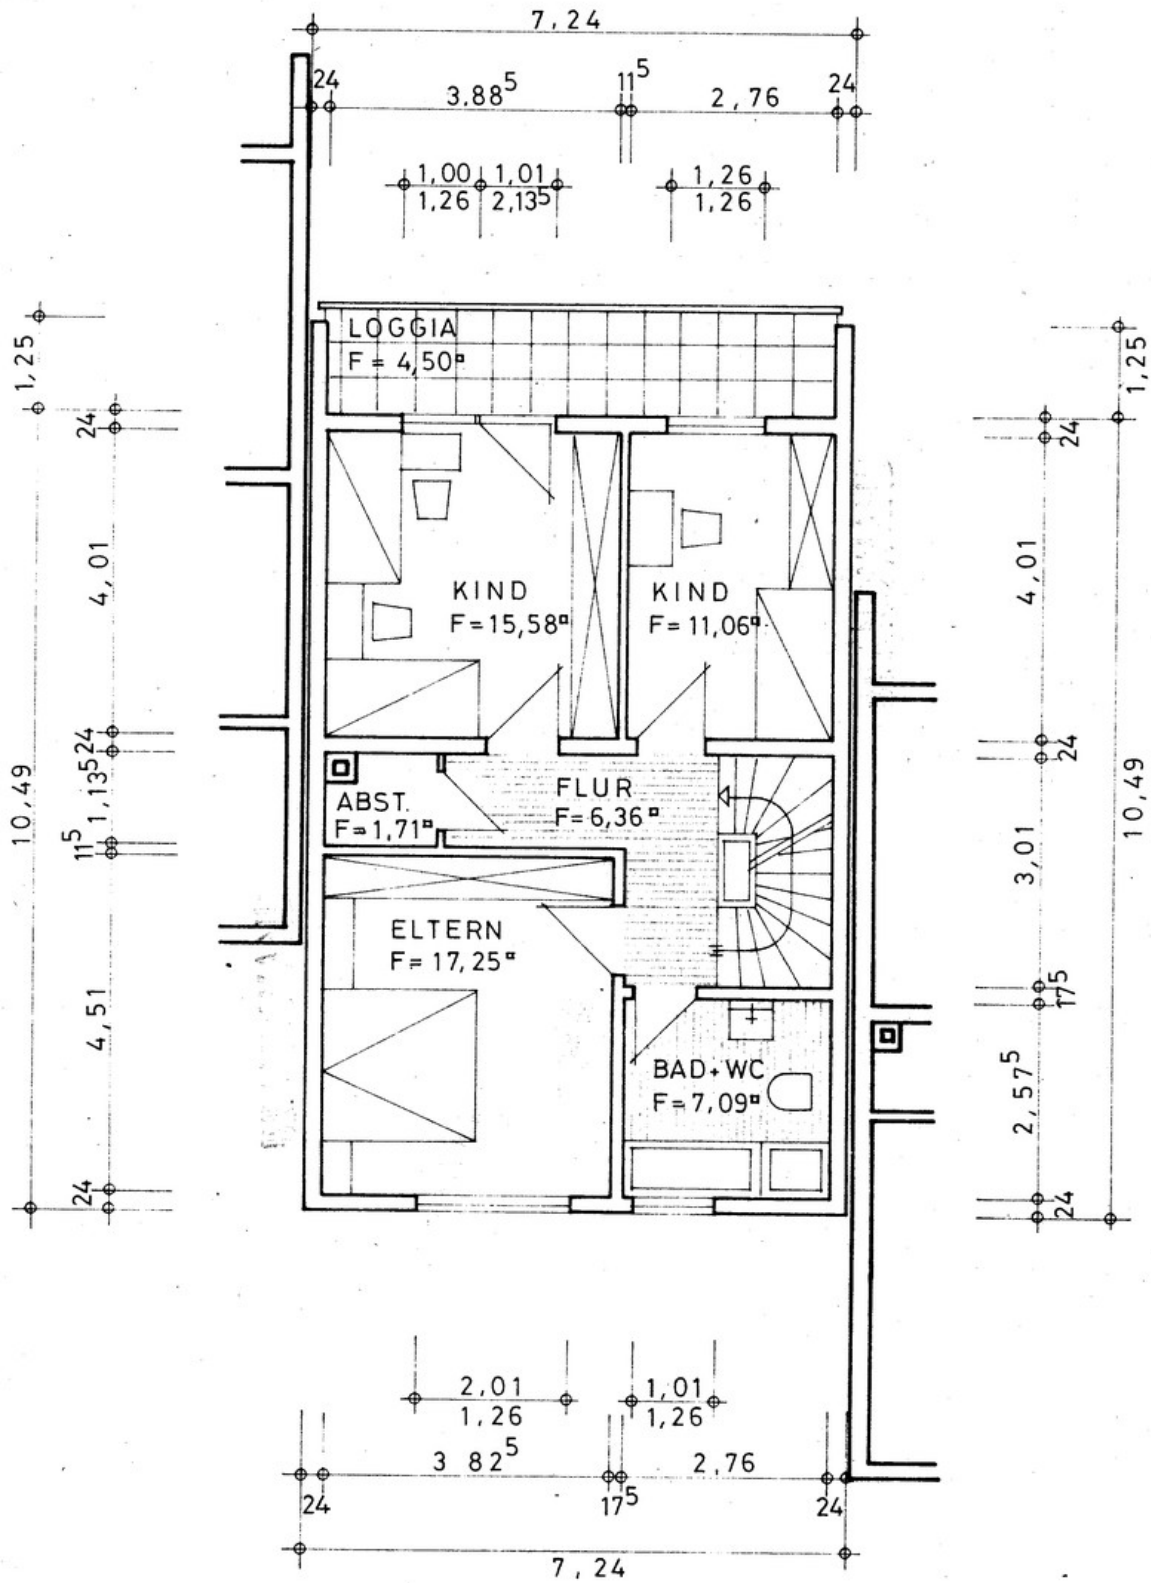 7,24
24
3,88⁵
11⁵
2,76
24
1,00
1,26
1,01
2,13⁵
1,26
1,26
LOGGIA
F = 4,50 ¤
1,25
24
4,01
24
1,13⁵
11⁵
4,51
24
10,49
1,25
24
4,01
24
3,01
17⁵
2,57⁵
24
10,49
KIND
F=15,58¤
KIND
F=11,06¤
ABST.
F=1,71¤
FLUR
F=6,36 ¤
ELTERN
F=17,25 ¤
BAD+WC
F=7,09¤
2,01
1,26
1,01
1,26
24
3 82⁵
17⁵
2,76
24
7,24